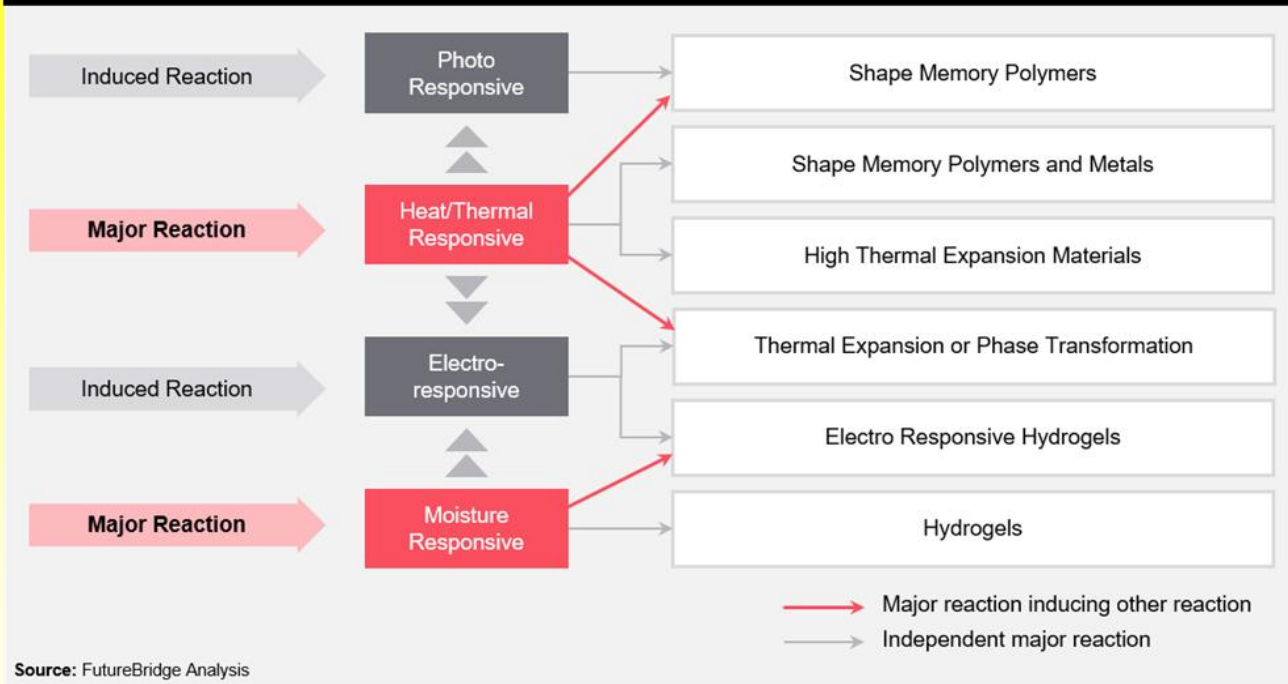 Induced Reaction
Photo
Responsive
Shape Memory Polymers
Shape Memory Polymers and Metals
Major Reaction
Heat/Thermal
Responsive
High Thermal Expansion Materials
Thermal Expansion or Phase Transformation
Induced Reaction
Electro-
responsive
Electro Responsive Hydrogels
Major Reaction
Moisture
Responsive
Hydrogels
Major reaction inducing other reaction
Independent major reaction
Source: FutureBridge Analysis